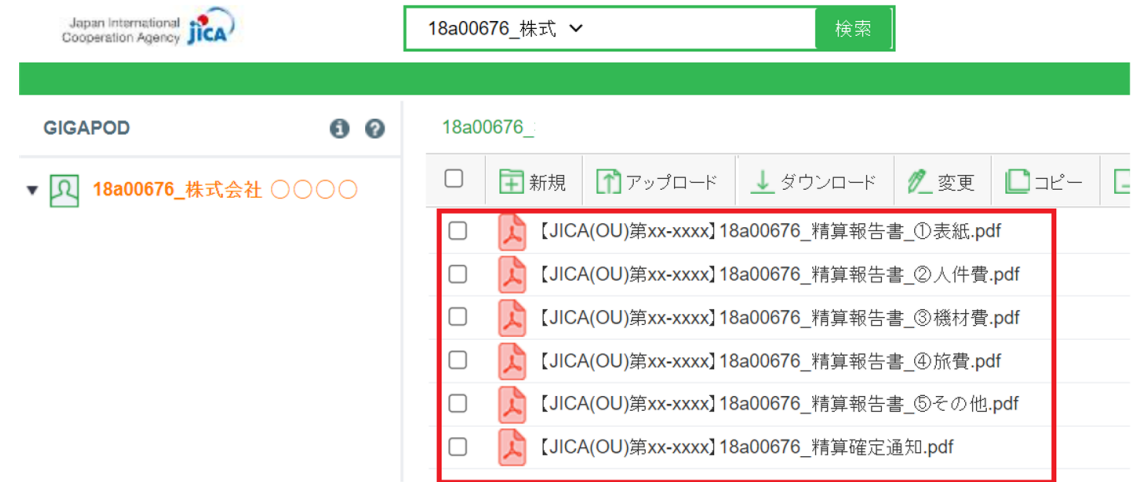 Japan International
Cooperation Agency jICA
18a00676_株式
検索
GIGAPOD
18a00676_
18a00676_株式会社 〇〇〇〇
新規 アップロード ダウンロード 変更 コピー
【JICA(OU)第xx-xxxx】18a00676_精算報告書_①表紙.pdf
【JICA(OU)第xx-xxxx】18a00676_精算報告書_②人件費.pdf
【JICA(OU)第xx-xxxx】18a00676_精算報告書_③機材費.pdf
【JICA(OU)第xx-xxxx】18a00676_精算報告書_④旅費.pdf
【JICA(OU)第xx-xxxx】18a00676_精算報告書_⑤その他.pdf
【JICA(OU)第xx-xxxx】18a00676_精算確定通知.pdf